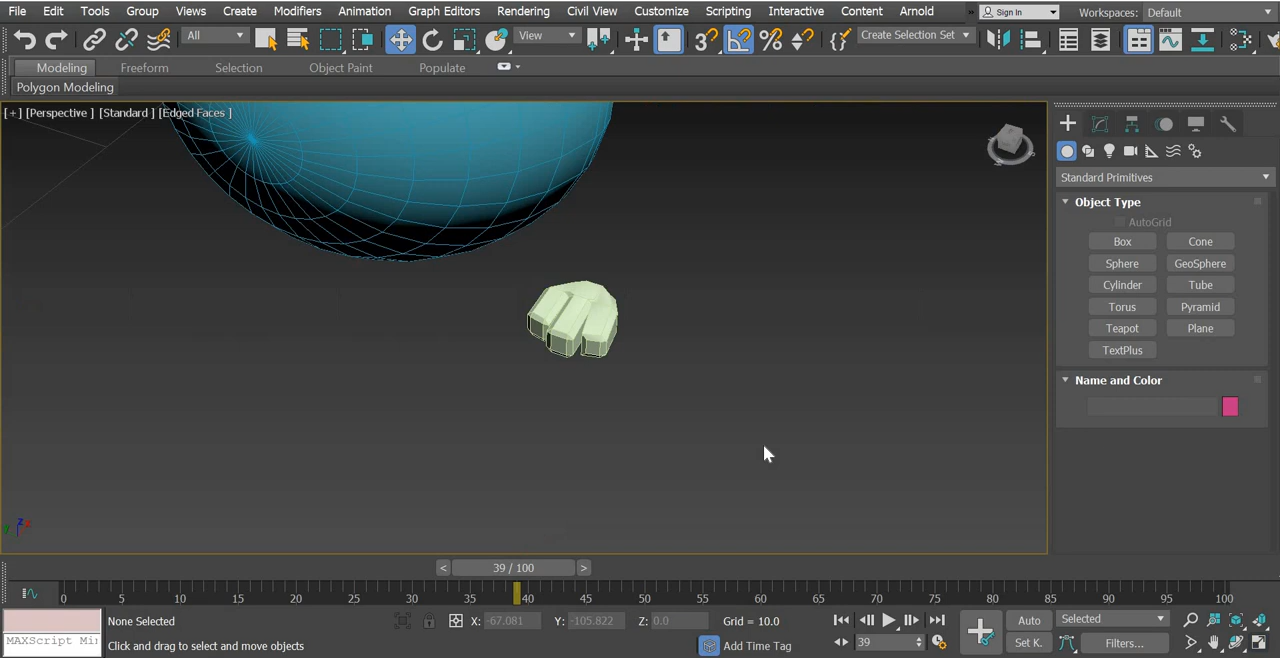 File Edit Tools Group Views Create Modifiers Animation Graph Editors Rendering Civil View Customize Scripting Interactive Content Arnold » Sign In Workspaces: Default
All View 3 Create Selection Set
Modeling Freeform Selection Object Paint Populate
Polygon Modeling
[+] [Perspective ] [Standard ] [Edged Faces ]
Standard Primitives
Object Type
AutoGrid
Box Cone
Sphere GeoSphere
Cylinder Tube
Torus Pyramid
Teapot Plane
TextPlus
Name and Color
z x
y
< 39 / 100 >
0 5 10 15 20 25 30 35 40 45 50 55 60 65 70 75 80 85 90 95 100
None Selected X: -67.081 Y: -105.822 Z: 0.0 Grid = 10.0 Auto Selected
MAXScript Mi Click and drag to select and move objects Add Time Tag 39 Set K. Filters...